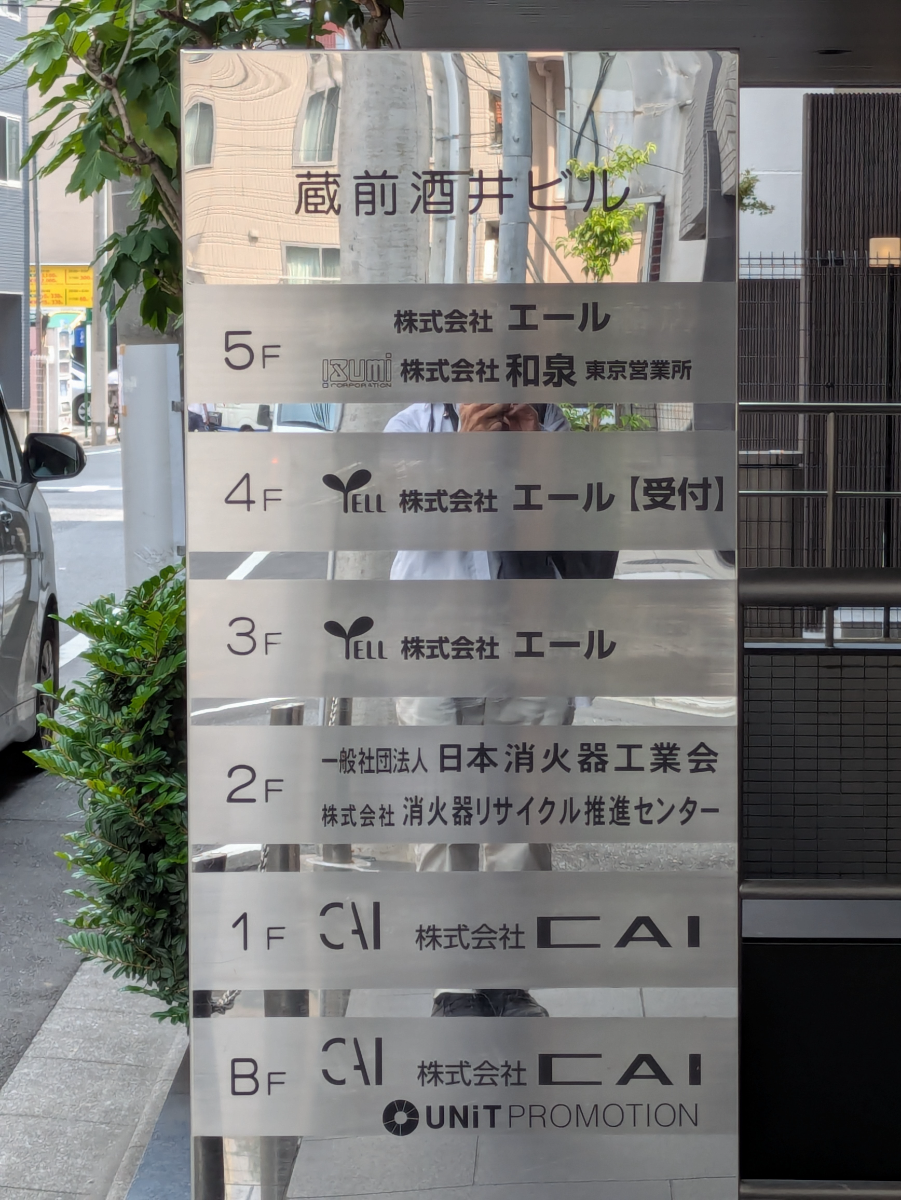 蔵前酒井ビル
5F
株式会社 エール
IZUMI CORPORATION 株式会社 和泉 東京営業所
4F YELL 株式会社 エール【受付】
3F YELL 株式会社 エール
2F
一般社団法人 日本消火器工業会
株式会社 消火器リサイクル推進センター
1F CAI 株式会社 CAI
BF CAI 株式会社 CAI
UNiT PROMOTION